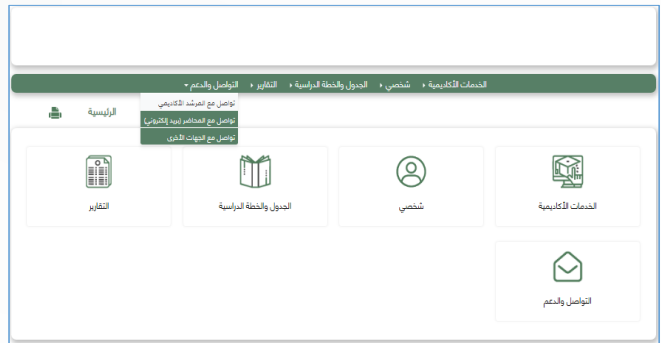 الخدمات الأكاديمية شخصي الجدول والخطة الدراسية التقارير التواصل والدعم
تواصل مع المرشد الأكاديمي
تواصل مع المحاضر (بريد إلكتروني)
تواصل مع الجهات الأخرى
الرئيسية
الخدمات الأكاديمية
شخصي
الجدول والخطة الدراسية
التقارير
التواصل والدعم